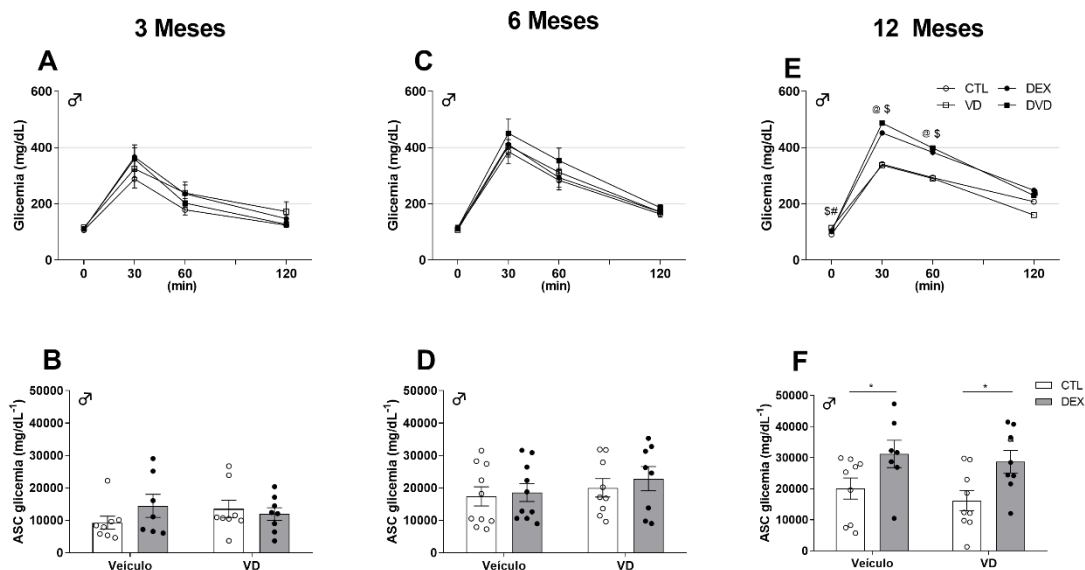 3 Meses
6 Meses
12 Meses
A
♂
Glicemia (mg/dL)
600
400
200
0
0 30 60 120
(min)
C
♂
Glicemia (mg/dL)
600
400
200
0
0 30 60 120
(min)
E
♂
CTL
DEX
VD
DVD
@ $
@ $
$#
Glicemia (mg/dL)
600
400
200
0
0 30 60 120
(min)
B
♂
ASC glicemia (mg/dL⁻¹)
50000
40000
30000
20000
10000
0
Veículo VD
D
♂
ASC glicemia (mg/dL⁻¹)
50000
40000
30000
20000
10000
0
Veículo VD
F
♂
* *
CTL
DEX
ASC glicemia (mg/dL⁻¹)
50000
40000
30000
20000
10000
0
Veículo VD